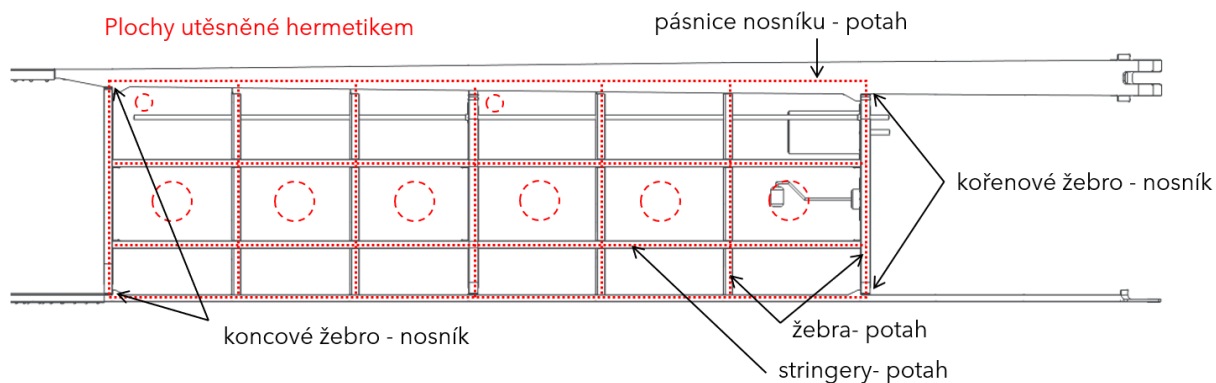 Plochy utěsněné hermetikem
pásnice nosníku - potah
kořenové žebro - nosník
koncové žebro - nosník
žebra- potah
stringery- potah